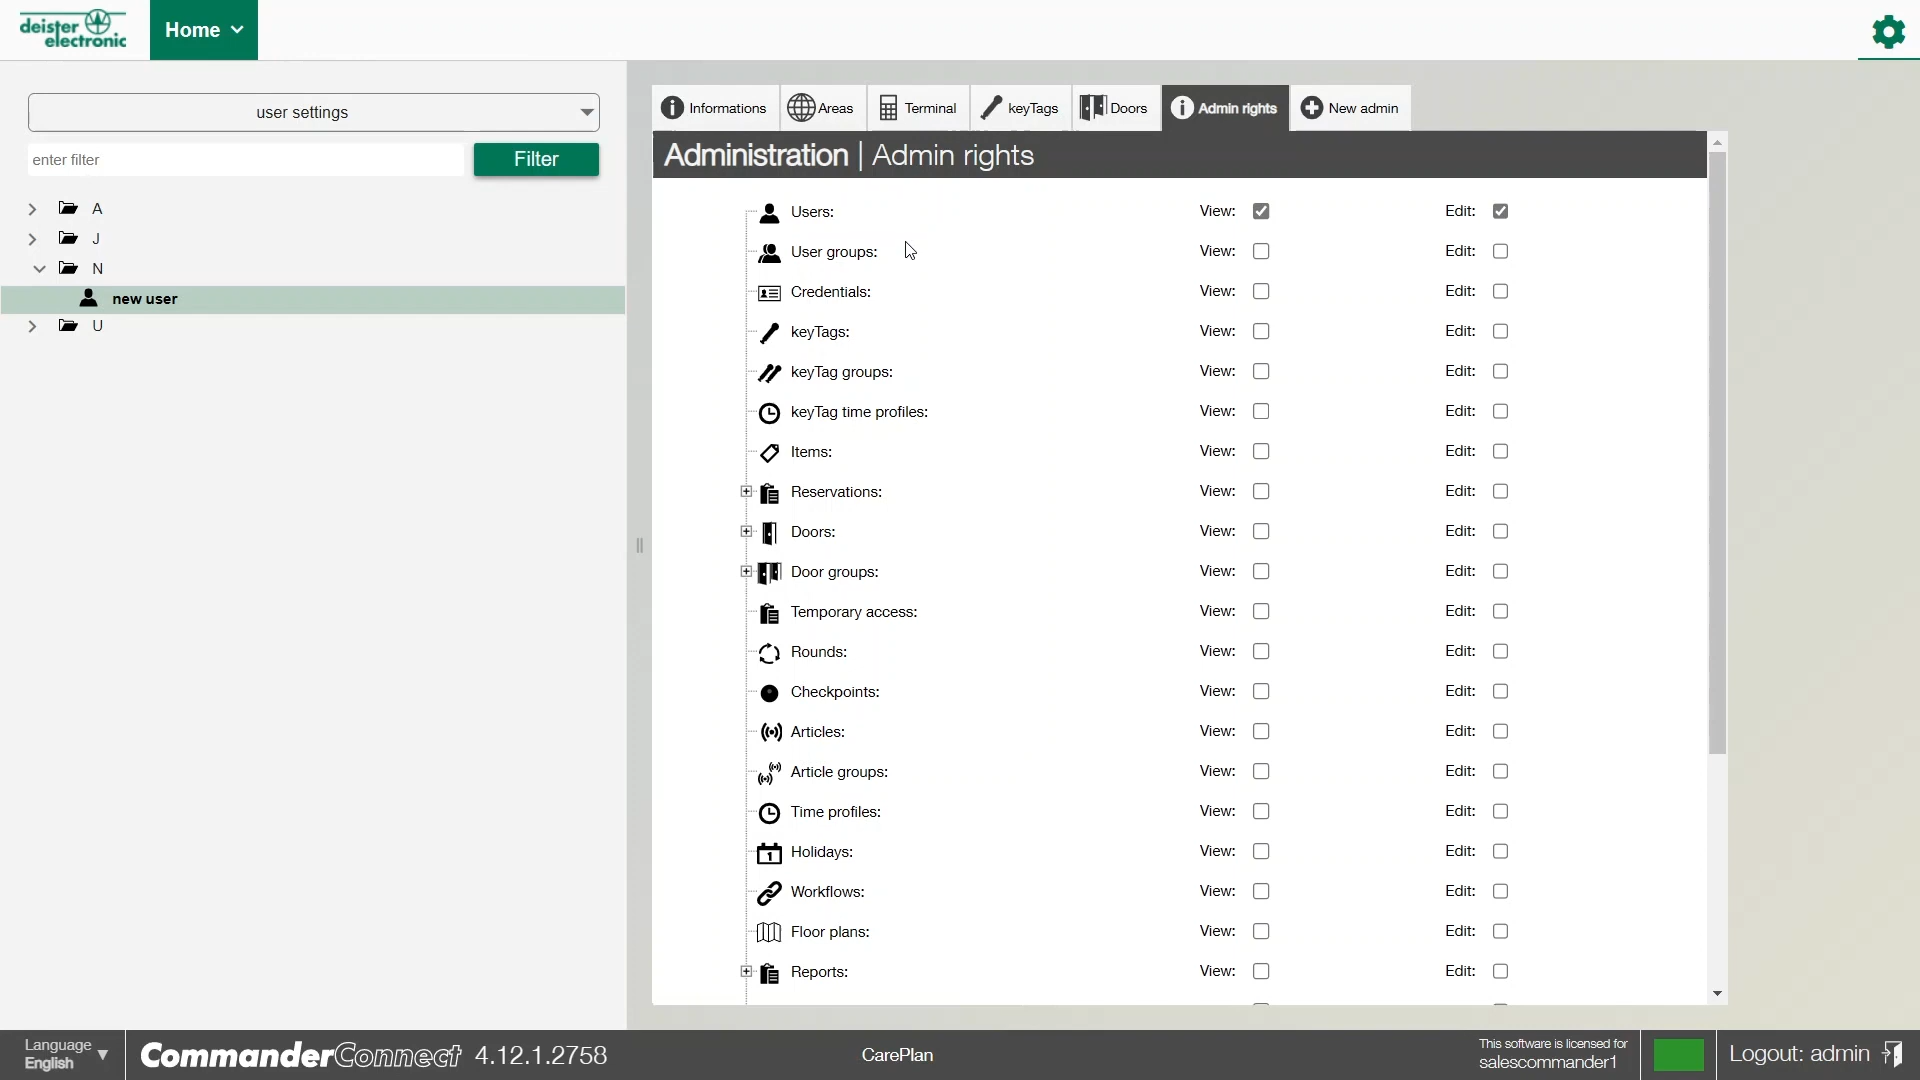 deister
electronic
Home
user settings
enter filter
Filter
A
J
N
new user
U
Informations
Areas
Terminal
keyTags
Doors
Admin rights
New admin
Administration | Admin rights
Users: View: Edit:
User groups: View: Edit:
Credentials: View: Edit:
keyTags: View: Edit:
keyTag groups: View: Edit:
keyTag time profiles: View: Edit:
Items: View: Edit:
Reservations: View: Edit:
Doors: View: Edit:
Door groups: View: Edit:
Temporary access: View: Edit:
Rounds: View: Edit:
Checkpoints: View: Edit:
Articles: View: Edit:
Article groups: View: Edit:
Time profiles: View: Edit:
Holidays: View: Edit:
Workflows: View: Edit:
Floor plans: View: Edit:
Reports: View: Edit:
Language
English
CommanderConnect 4.12.1.2758
CarePlan
This software is licensed for
salescommander1
Logout: admin